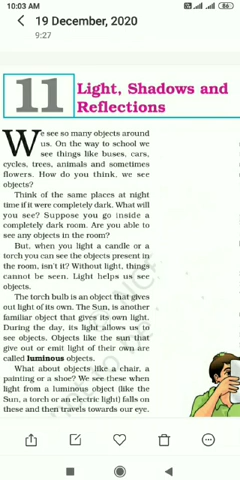 10:03 AM
86
19 December, 2020
9:27
11
Light, Shadows and
Reflections
We see so many objects around
us. On the way to school we
see things like buses, cars,
cycles, trees, animals and sometimes
flowers. How do you think, we see
objects?
Think of the same places at night
time if it were completely dark. What will
you see? Suppose you go inside a
completely dark room. Are you able to
see any objects in the room?
But, when you light a candle or a
torch you can see the objects present in
the room, isn't it? Without light, things
cannot be seen. Light helps us see
objects.
The torch bulb is an object that gives
out light of its own. The Sun, is another
familiar object that gives its own light.
During the day, its light allows us to
see objects. Objects like the sun that
give out or emit light of their own are
called luminous objects.
What about objects like a chair, a
painting or a shoe? We see these when
light from a luminous object (like the
Sun, a torch or an electric light) falls on
these and then travels towards our eye.